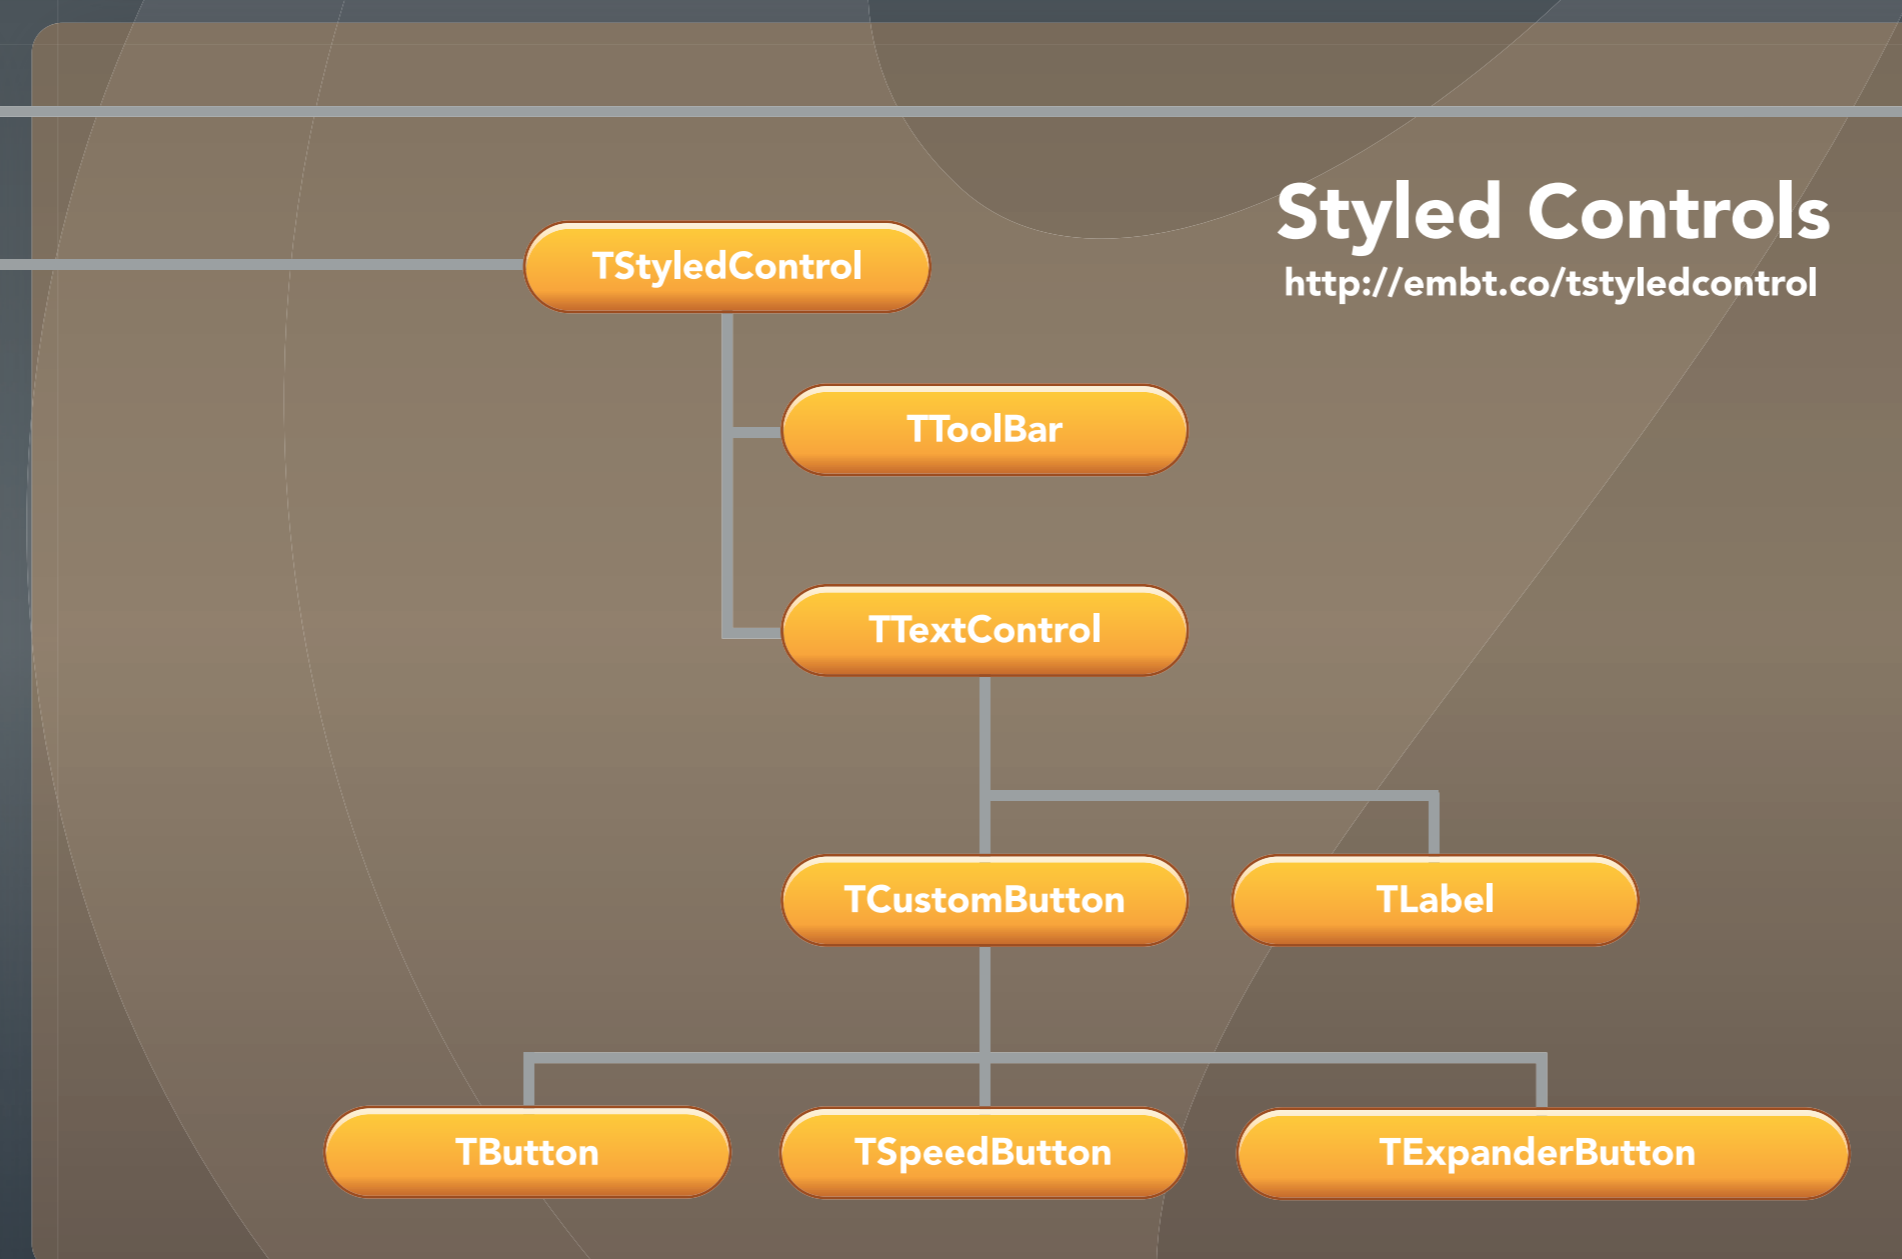 Styled Controls
http://embt.co/tstyledcontrol
TStyledControl
TToolBar
TTextControl
TCustomButton
TLabel
TButton
TSpeedButton
TExpanderButton